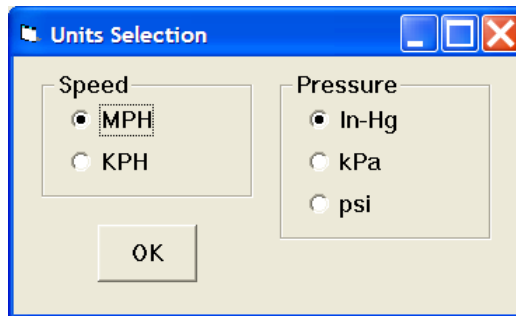 Units Selection
Speed
MPH
KPH
Pressure
In-Hg
kPa
psi
OK